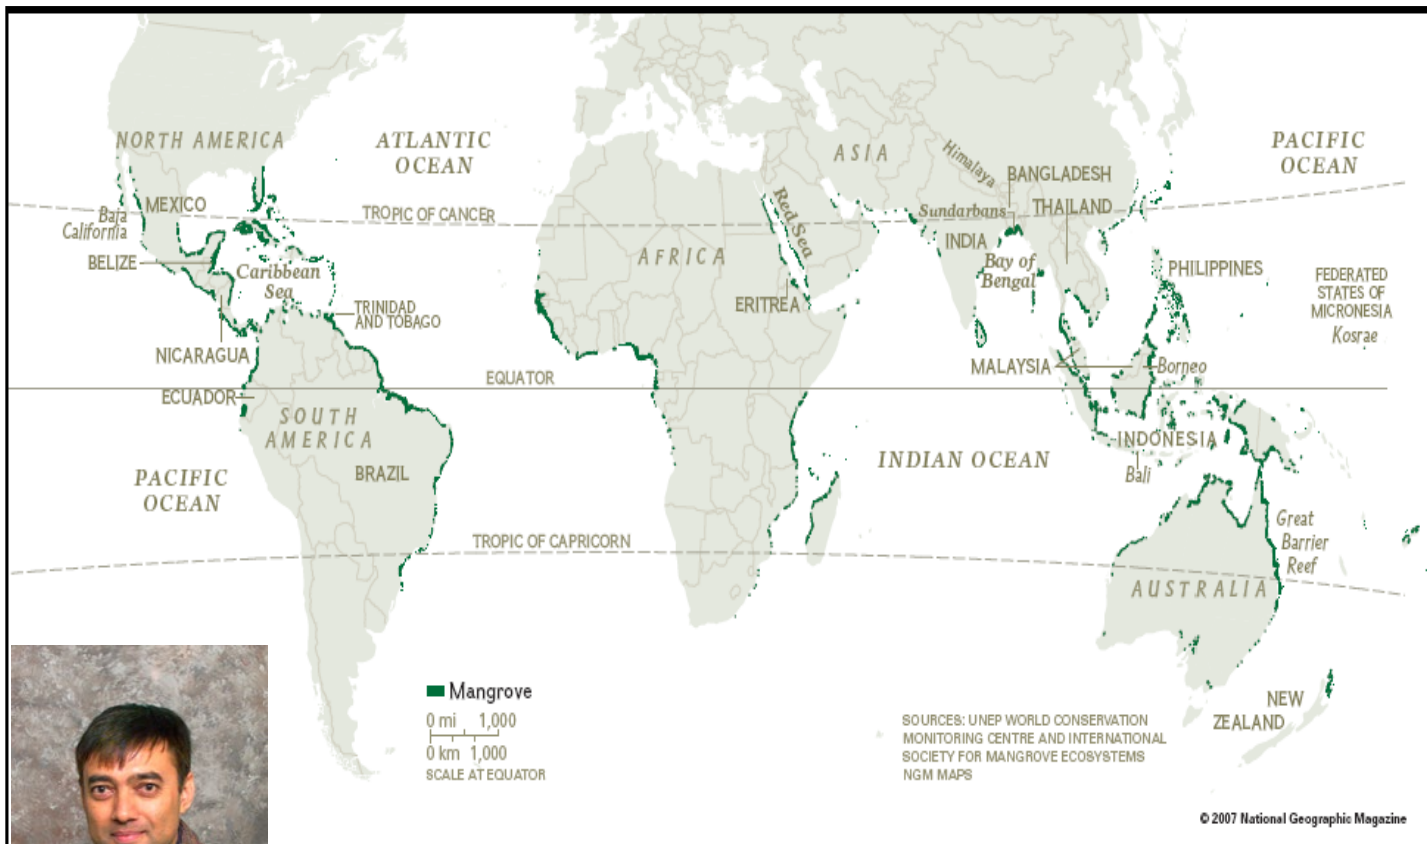 NORTH AMERICA
ATLANTIC
OCEAN
ASIA
Himalaya
PACIFIC
OCEAN
BANGLADESH
Baja
California
MEXICO
TROPIC OF CANCER
Red Sea
Sundarbans
THAILAND
INDIA
BELIZE
Caribbean
Sea
AFRICA
Bay of
Bengal
PHILIPPINES
FEDERATED
STATES OF
MICRONESIA
Kosrae
TRINIDAD
AND TOBAGO
ERITREA
NICARAGUA
MALAYSIA
Borneo
EQUATOR
ECUADOR
SOUTH
AMERICA
INDONESIA
BRAZIL
INDIAN OCEAN
Bali
PACIFIC
OCEAN
Great
Barrier
Reef
TROPIC OF CAPRICORN
AUSTRALIA
Mangrove
0 mi 1,000
0 km 1,000
SCALE AT EQUATOR
NEW
ZEALAND
SOURCES: UNEP WORLD CONSERVATION
MONITORING CENTRE AND INTERNATIONAL
SOCIETY FOR MANGROVE ECOSYSTEMS
NGM MAPS
© 2007 National Geographic Magazine